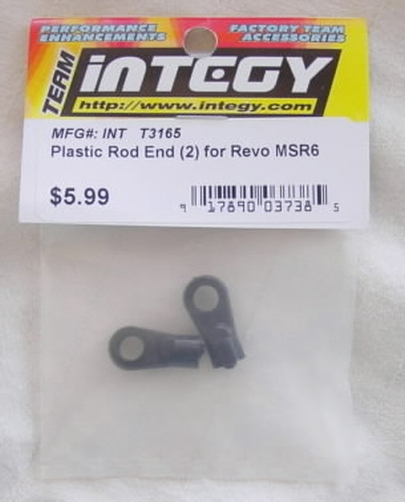 PERFORMANCE
ENHANCEMENTS
FACTORY TEAM
ACCESSORIES
TEAM
iNTEGY
http://www.integy.com
MFG#: INT T3165
Plastic Rod End (2) for Revo MSR6
$5.99
9 17890 03738 5